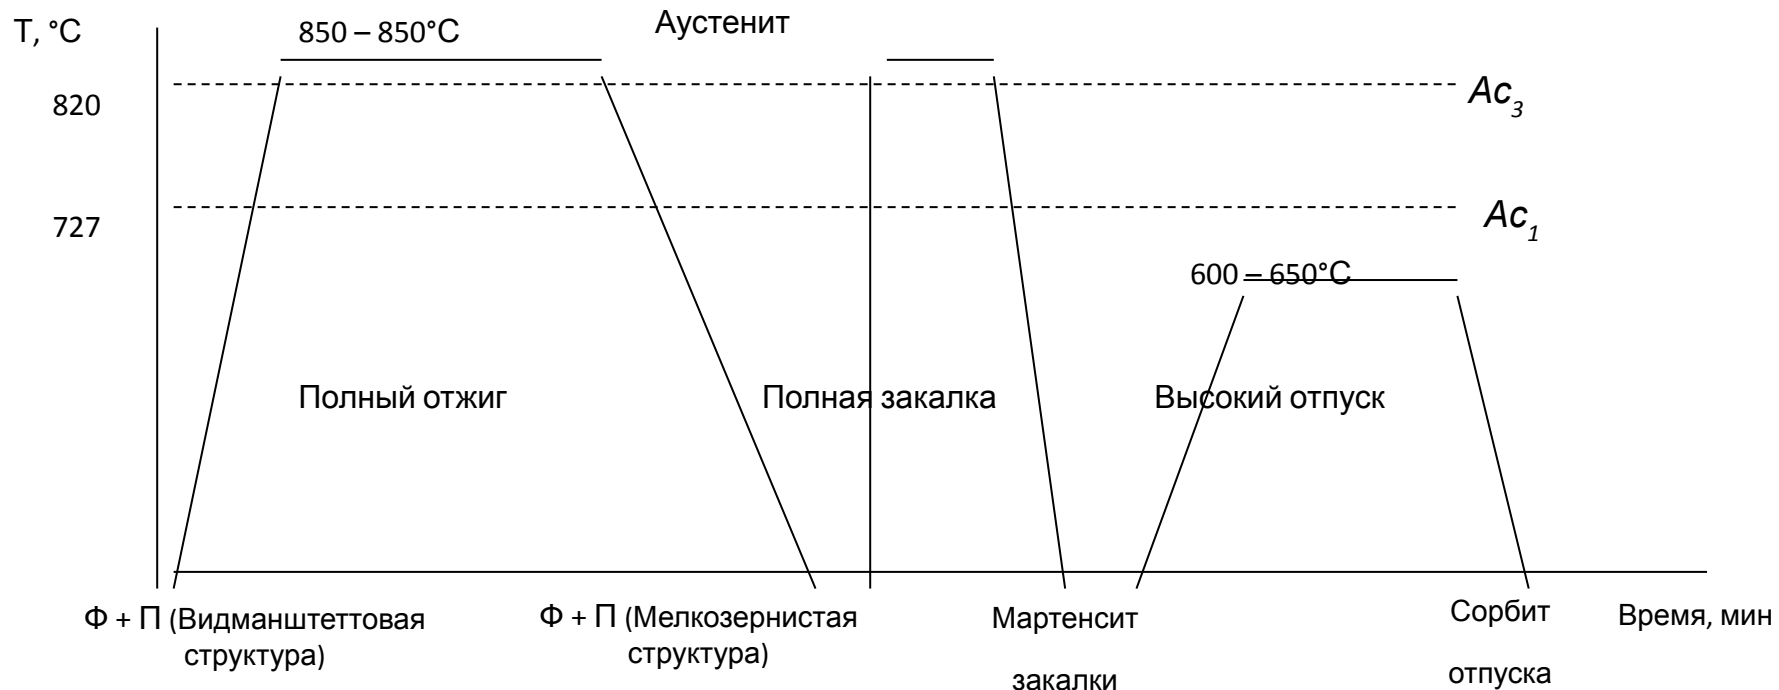 T, °C
850 – 850°С
Аустенит
820
Ac3
727
Ac1
600 – 650°С
Полный отжиг
Полная закалка
Высокий отпуск
Ф + П (Видманштеттовая
структура)
Ф + П (Мелкозернистая
структура)
Мартенсит
закалки
Сорбит
отпуска
Время, мин